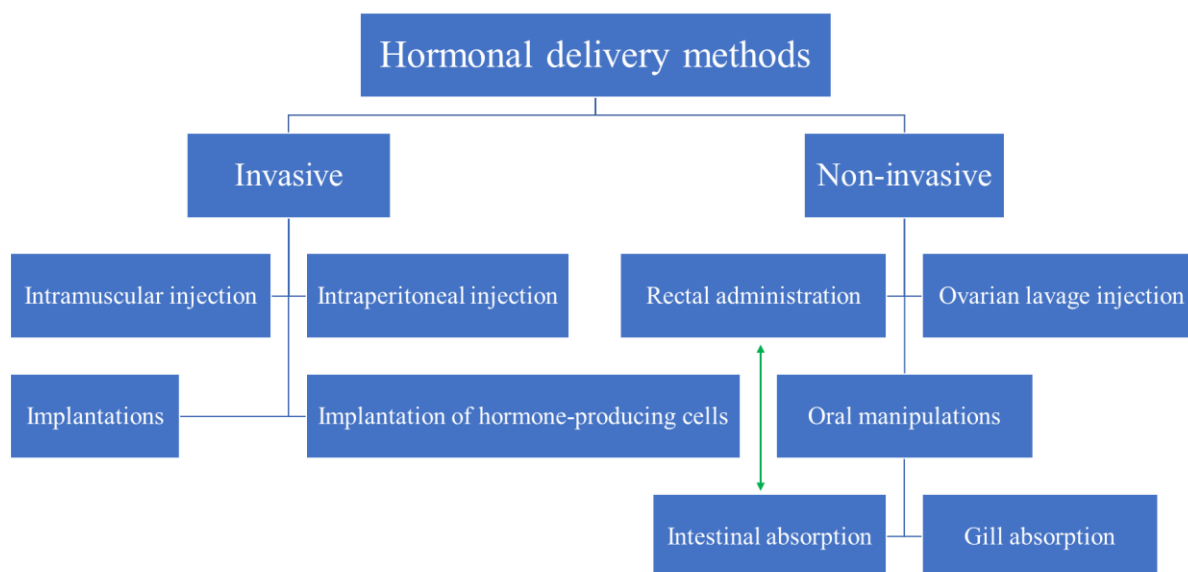 Hormonal delivery methods
Invasive
Non-invasive
Intramuscular injection
Intraperitoneal injection
Rectal administration
Ovarian lavage injection
Implantations
Implantation of hormone-producing cells
Oral manipulations
Intestinal absorption
Gill absorption